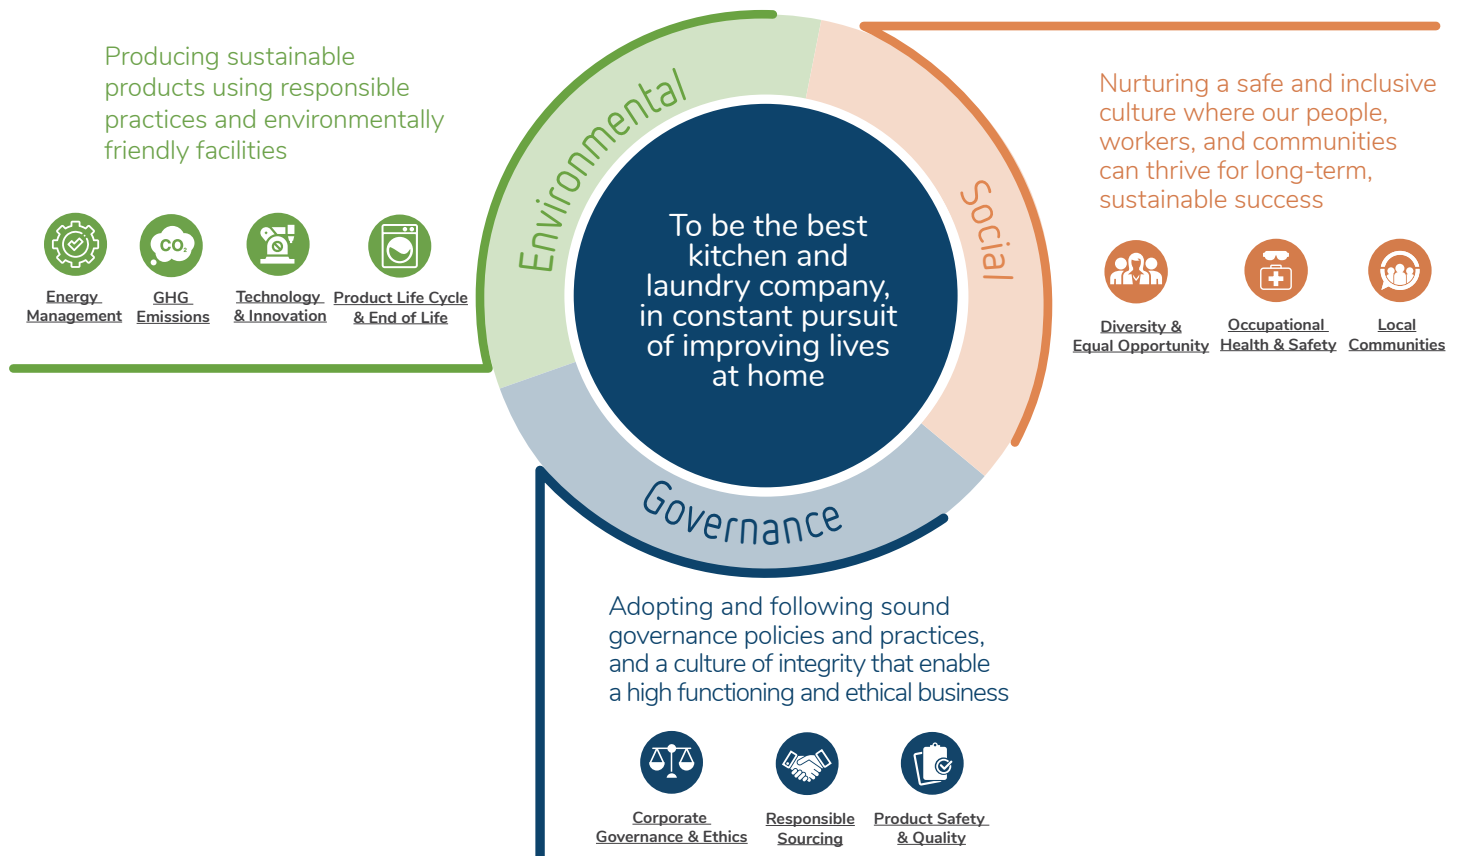 Producing sustainable
products using responsible
practices and environmentally
friendly facilities
Energy
Management
CO₂
GHG
Emissions
Technology
& Innovation
Product Life Cycle
& End of Life
Environmental
Social
Governance
To be the best
kitchen and
laundry company,
in constant pursuit
of improving lives
at home
Nurturing a safe and inclusive
culture where our people,
workers, and communities
can thrive for long-term,
sustainable success
Diversity &
Equal Opportunity
Occupational
Health & Safety
Local
Communities
Adopting and following sound
governance policies and practices,
and a culture of integrity that enable
a high functioning and ethical business
Corporate
Governance & Ethics
Responsible
Sourcing
Product Safety
& Quality